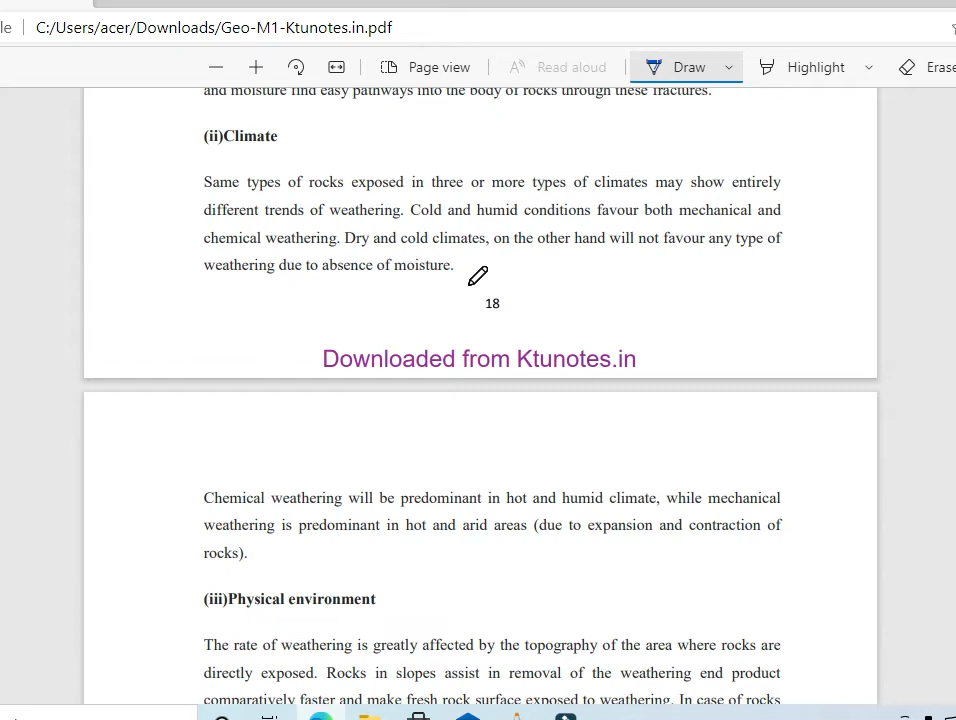 le
C:/Users/acer/Downloads/Geo-M1-Ktunotes.in.pdf
Page view
Read aloud
Draw
Highlight
Erase
and moisture find easy pathways into the body of rocks through these fractures.
(ii)Climate
Same types of rocks exposed in three or more types of climates may show entirely
different trends of weathering. Cold and humid conditions favour both mechanical and
chemical weathering. Dry and cold climates, on the other hand will not favour any type of
weathering due to absence of moisture.
18
Downloaded from Ktunotes.in
Chemical weathering will be predominant in hot and humid climate, while mechanical
weathering is predominant in hot and arid areas (due to expansion and contraction of
rocks).
(iii)Physical environment
The rate of weathering is greatly affected by the topography of the area where rocks are
directly exposed. Rocks in slopes assist in removal of the weathering end product
comparatively faster and make fresh rock surface exposed to weathering. In case of rocks